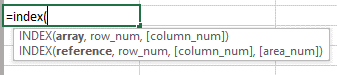 =index(
INDEX(array, row_num, [column_num])
INDEX(reference, row_num, [column_num], [area_num])